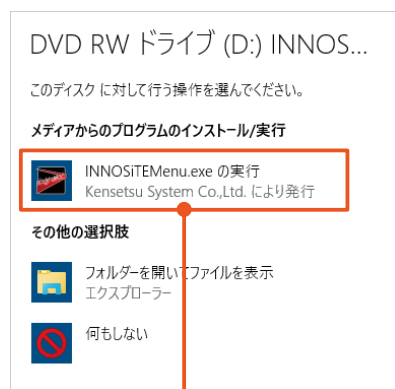 DVD RW ドライブ (D:) INNOS...
このディスク に対して行う操作を選んでください。
メディアからのプログラムのインストール/実行
INNOSiTEMenu.exe の実行
Kensetsu System Co.,Ltd. により発行
その他の選択肢
フォルダーを開いてファイルを表示
エクスプローラー
何もしない